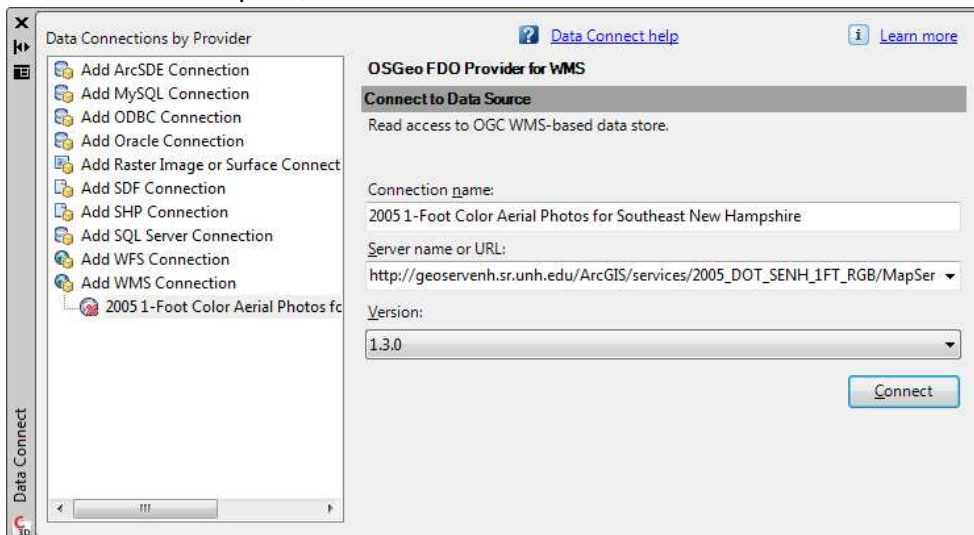 Data Connections by Provider
Data Connect help
Learn more
Add ArcSDE Connection
Add MySQL Connection
Add ODBC Connection
Add Oracle Connection
Add Raster Image or Surface Connect
Add SDF Connection
Add SHP Connection
Add SQL Server Connection
Add WFS Connection
Add WMS Connection
2005 1-Foot Color Aerial Photos fc
OSGeo FDO Provider for WMS
Connect to Data Source
Read access to OGC WMS-based data store.
Connection name:
2005 1-Foot Color Aerial Photos for Southeast New Hampshire
Server name or URL:
http://geoservenh.sr.unh.edu/ArcGIS/services/2005_DOT_SENH_1FT_RGB/MapSer
Version:
1.3.0
Connect
Data Connect
C3D